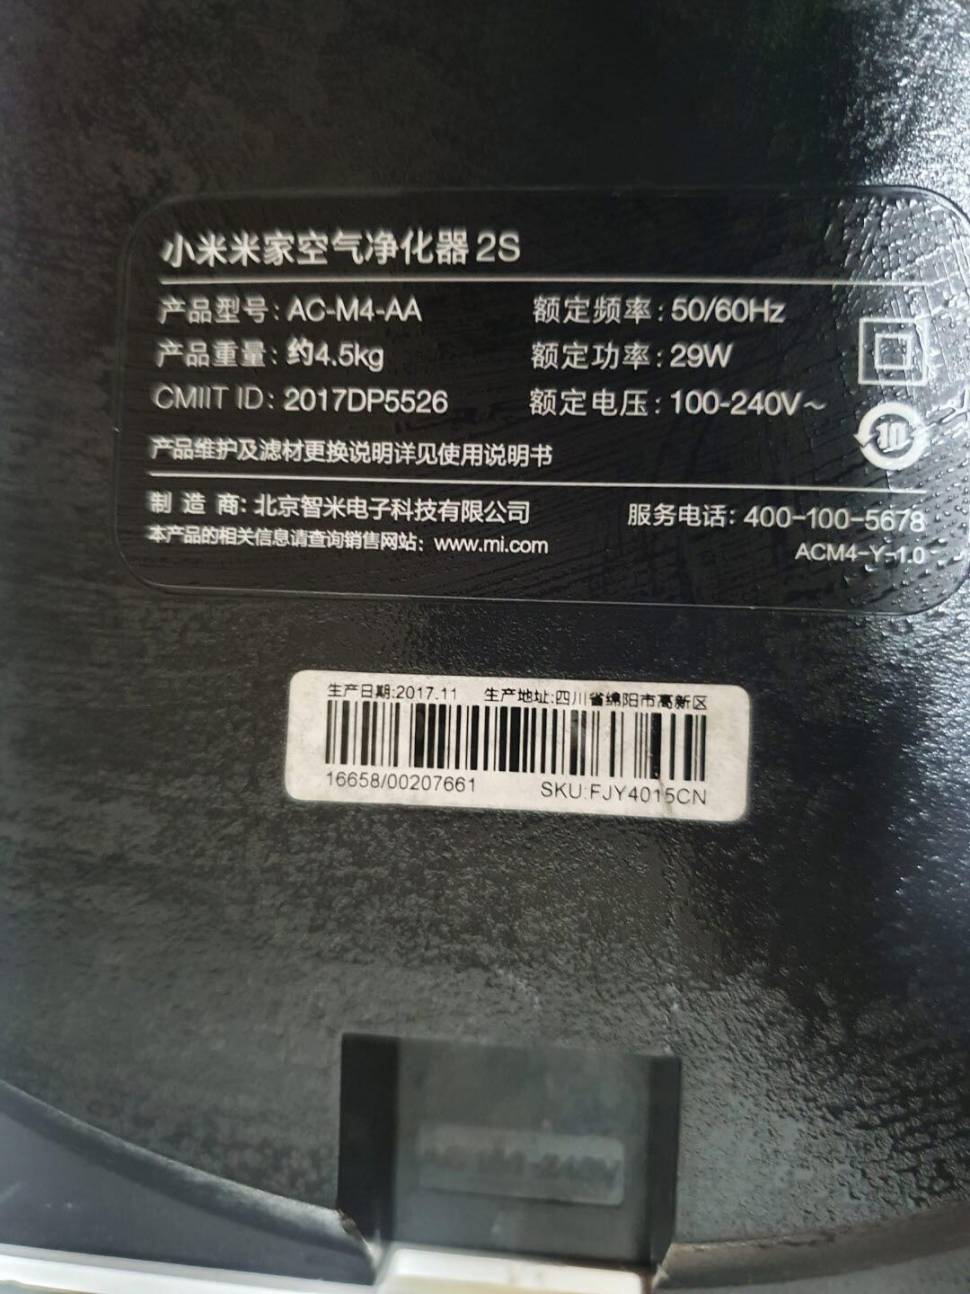 小米米家空气净化器 2S
产品型号: AC-M4-AA 额定频率: 50/60Hz
产品重量: 约4.5kg 额定功率: 29W
CMIIT ID: 2017DP5526 额定电压: 100-240V~
10
产品维护及滤材更换说明详见使用说明书
制 造 商: 北京智米电子科技有限公司 服务电话: 400-100-5678
本产品的相关信息请查询销售网站: www.mi.com ACM4-Y-1.0
生产日期:2017.11 生产地址:四川省绵阳市高新区
16658/00207661 SKU:FJY4015CN